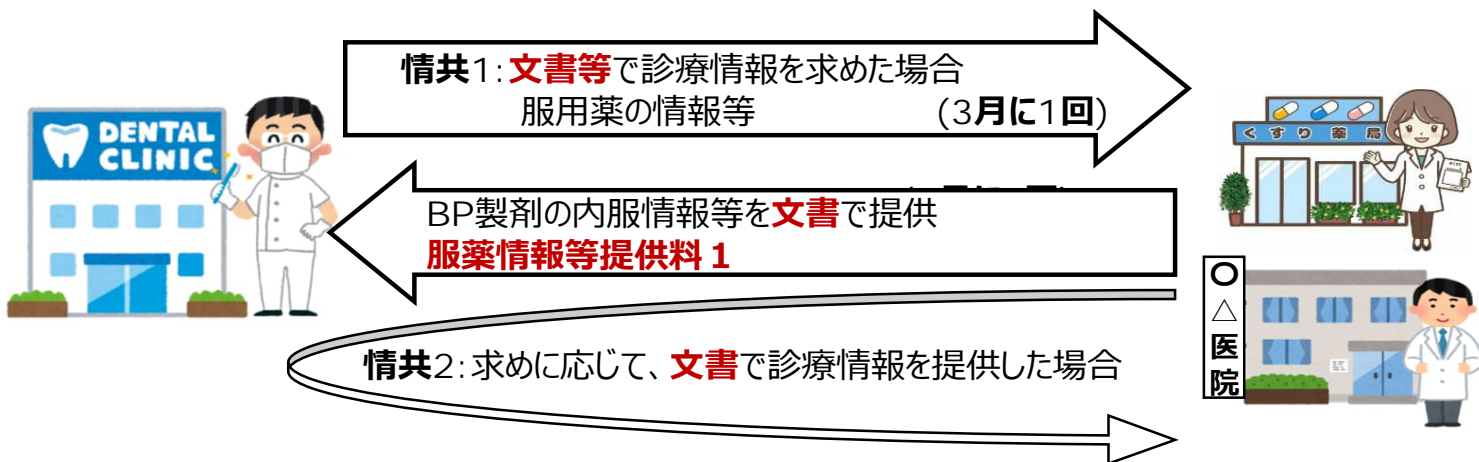 情共1:文書等で診療情報を求めた場合
服用薬の情報等 (3月に1回)
DENTAL
CLINIC
くすり薬局
BP製剤の内服情報等を文書で提供
服薬情報等提供料1
〇△医院
情共2:求めに応じて、文書で診療情報を提供した場合